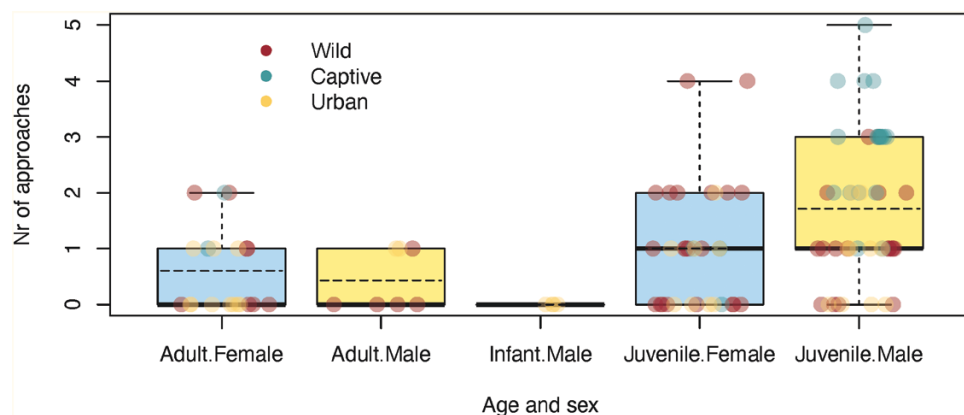 Nr of approaches
5
4
3
2
1
0
Wild
Captive
Urban
Adult.Female
Adult.Male
Infant.Male
Juvenile.Female
Juvenile.Male
Age and sex